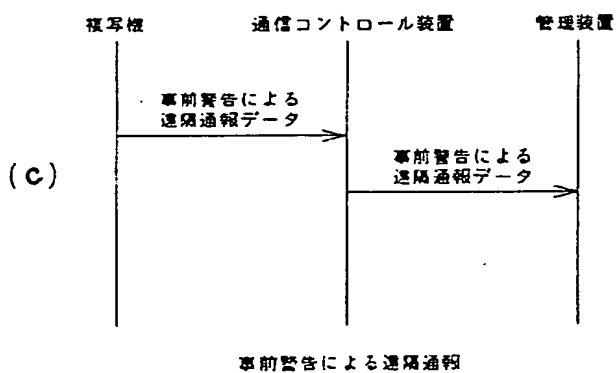 複写機 通信コントロール装置 管理装置
事前警告による
遠隔通報データ
事前警告による
遠隔通報データ
(c)
事前警告による遠隔通報